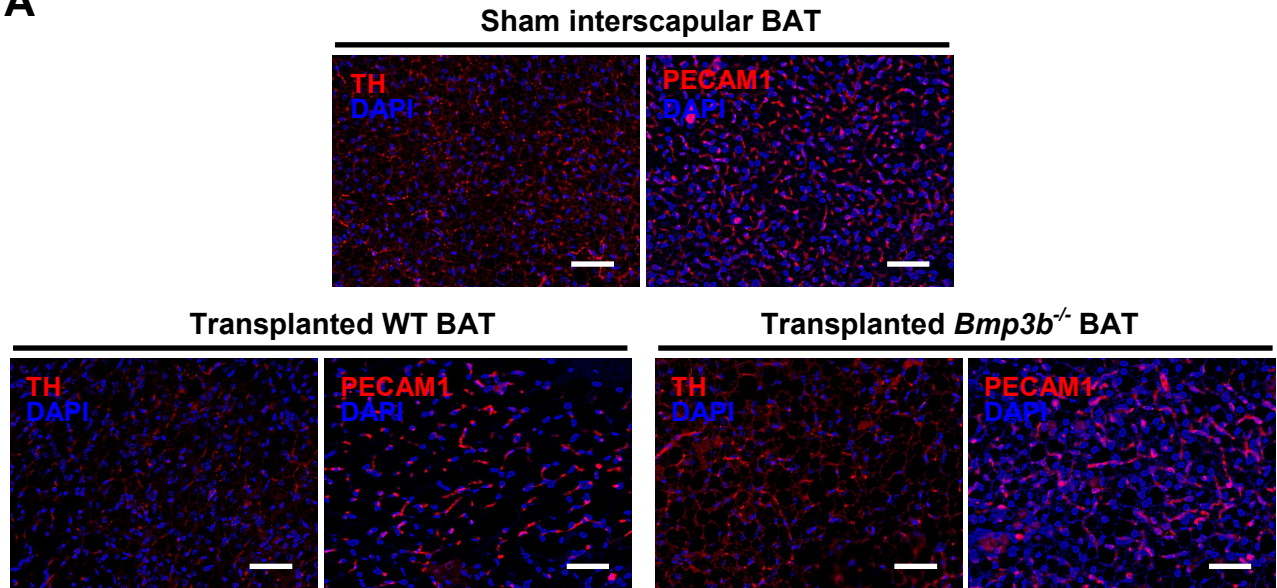 A
Sham interscapular BAT
TH
DAPI
PECAM1
DAPI
Transplanted WT BAT
Transplanted Bmp3b-/- BAT
TH
DAPI
PECAM1
DAPI
TH
DAPI
PECAM1
DAPI